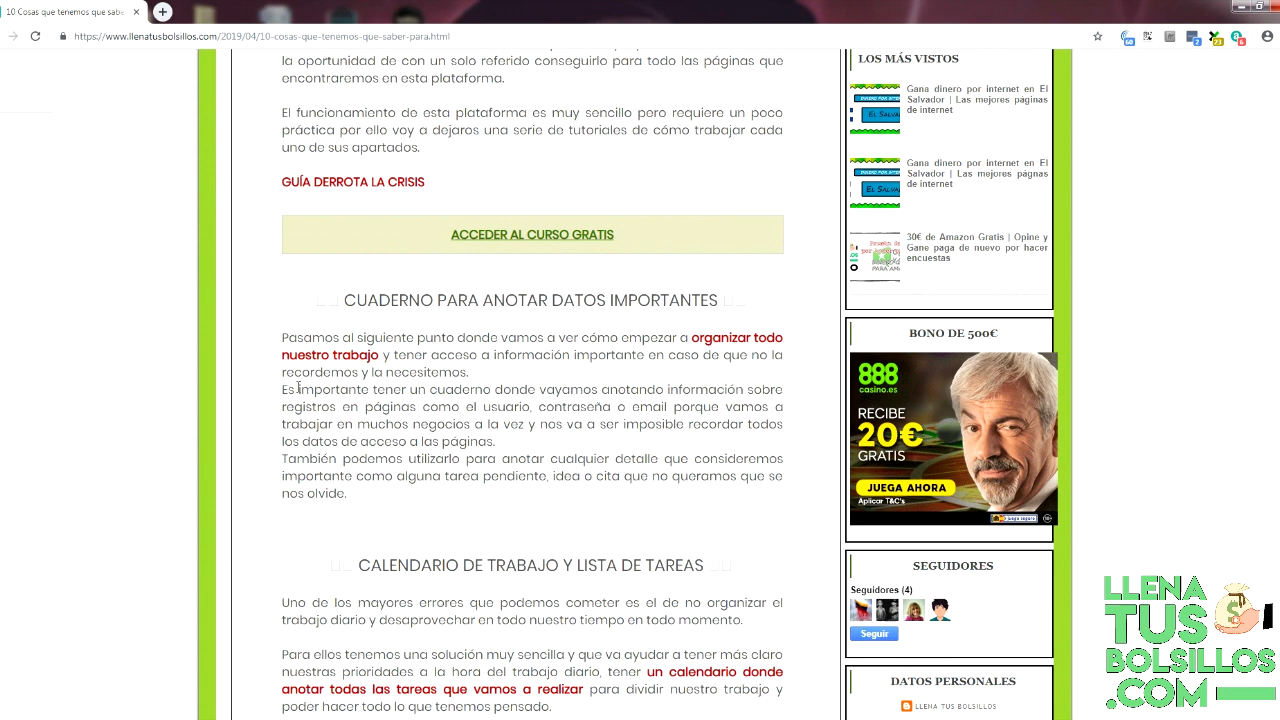 10 Cosas que tenemos que sabe
https://www.llenatusbolsillos.com/2019/04/10-cosas-que-tenemos-que-saber-para.html
la oportunidad de con un solo referido conseguirlo para todo las páginas que
encontraremos en esta plataforma.
El funcionamiento de esta plataforma es muy sencillo pero requiere un poco
práctica por ello voy a dejaros una serie de tutoriales de cómo trabajar cada
uno de sus apartados.
GUÍA DERROTA LA CRISIS
ACCEDER AL CURSO GRATIS
CUADERNO PARA ANOTAR DATOS IMPORTANTES
Pasamos al siguiente punto donde vamos a ver cómo empezar a organizar todo
nuestro trabajo y tener acceso a información importante en caso de que no la
recordemos y la necesitemos.
Es importante tener un cuaderno donde vayamos anotando información sobre
registros en páginas como el usuario, contraseña o email porque vamos a
trabajar en muchos negocios a la vez y nos va a ser imposible recordar todos
los datos de acceso a las páginas.
También podemos utilizarlo para anotar cualquier detalle que consideremos
importante como alguna tarea pendiente, idea o cita que no queramos que se
nos olvide.
CALENDARIO DE TRABAJO Y LISTA DE TAREAS
Uno de los mayores errores que podemos cometer es el de no organizar el
trabajo diario y desaprovechar en todo nuestro tiempo en todo momento.
Para ellos tenemos una solución muy sencilla y que va ayudar a tener más claro
nuestras prioridades a la hora del trabajo diario, tener un calendario donde
anotar todas las tareas que vamos a realizar para dividir nuestro trabajo y
poder hacer todo lo que tenemos pensado.
LOS MÁS VISTOS
Gana dinero por internet en El
Salvador | Las mejores páginas
de internet
Gana dinero por internet en El
Salvador | Las mejores págnas
de internet
30€ de Amazon Gratis | Opine y
Gane paga de nuevo por hacer
encuestas
BONO DE 500€
888
casino.es
RECIBE
20€
GRATIS
JUEGA AHORA
Aplicar T&C's
juego seguro
SEGUIDORES
Seguidores (4)
Seguir
DATOS PERSONALES
LLENA TUS BOLSILLOS
LLENA
TUS
BOLSILLOS
.COM